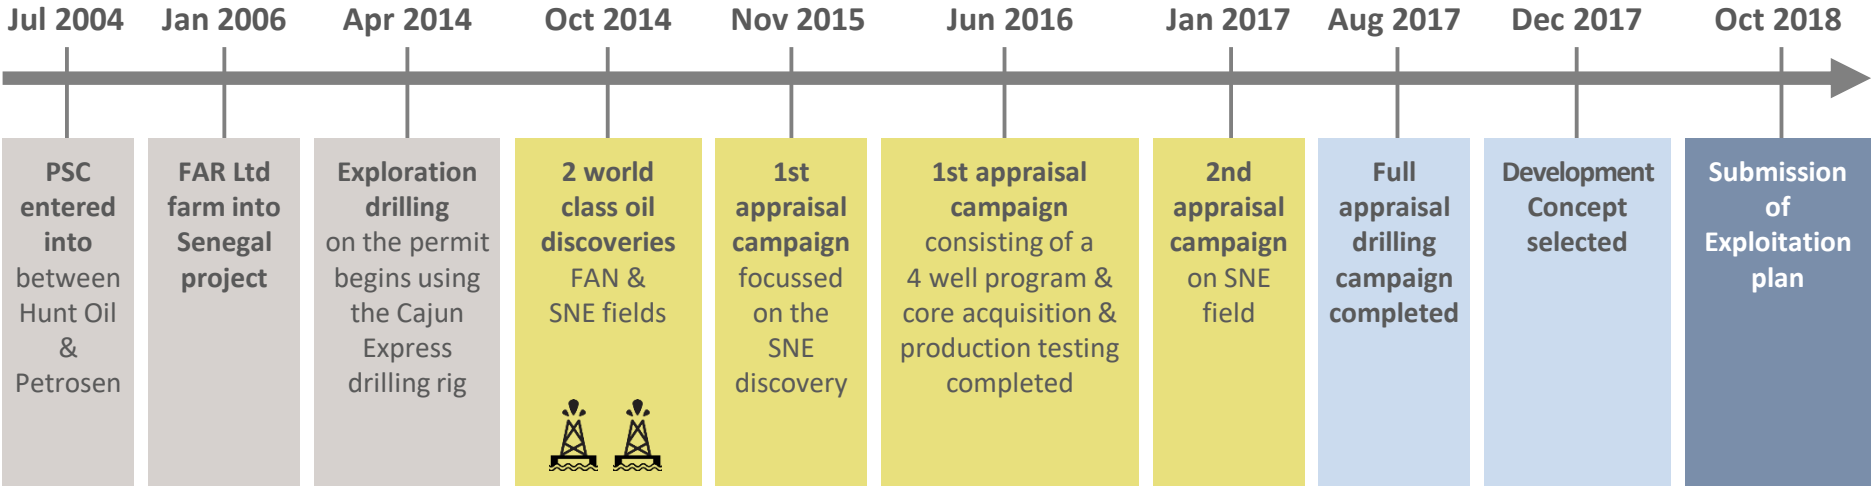 Jul 2004
Jan 2006
Apr 2014
Oct 2014
Nov 2015
Jun 2016
Jan 2017
Aug 2017
Dec 2017
Oct 2018
PSC
entered
into
between
Hunt Oil
&
Petrosen
FAR Ltd
farm into
Senegal
project
Exploration
drilling
on the permit
begins using
the Cajun
Express
drilling rig
2 world
class oil
discoveries
FAN &
SNE fields
1st
appraisal
campaign
focussed
on the
SNE
discovery
1st appraisal
campaign
consisting of a
4 well program &
core acquisition &
production testing
completed
2nd
appraisal
campaign
on SNE
field
Full
appraisal
drilling
campaign
completed
Development
Concept
selected
Submission
of
Exploitation
plan